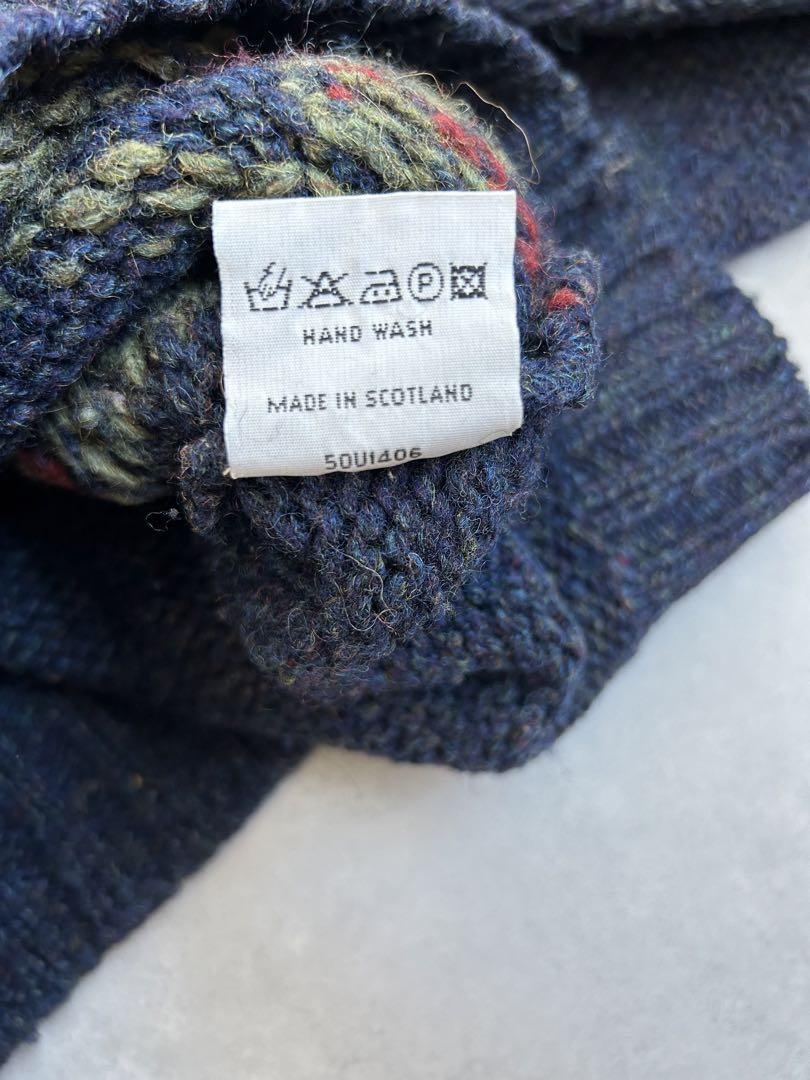 P
HAND WASH
MADE IN SCOTLAND
50U1406